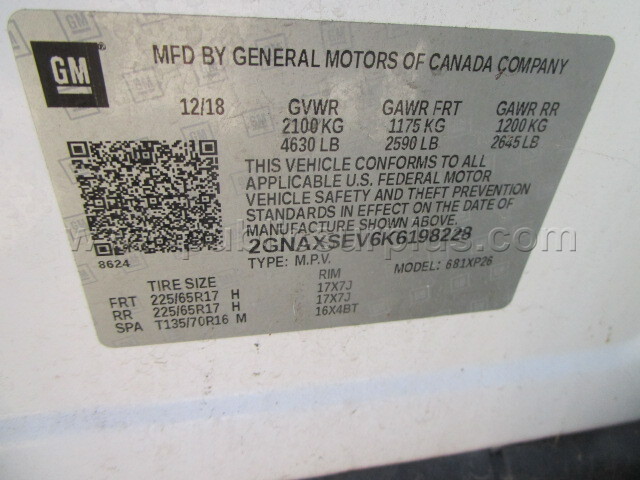 GM
MFD BY GENERAL MOTORS OF CANADA COMPANY
12/18 GVWR GAWR FRT GAWR RR
2100 KG 1175 KG 1200 KG
4630 LB 2590 LB 2645 LB
THIS VEHICLE CONFORMS TO ALL
APPLICABLE U.S. FEDERAL MOTOR
VEHICLE SAFETY AND THEFT PREVENTION
STANDARDS IN EFFECT ON THE DATE OF
MANUFACTURE SHOWN ABOVE.
2GNAXSEV6K6198228
8624
TYPE: M.P.V. MODEL: 681XP26
TIRE SIZE RIM
FRT 225/65R17 H 17X7J
RR 225/65R17 H 17X7J
SPA T135/70R16 M 16X4BT